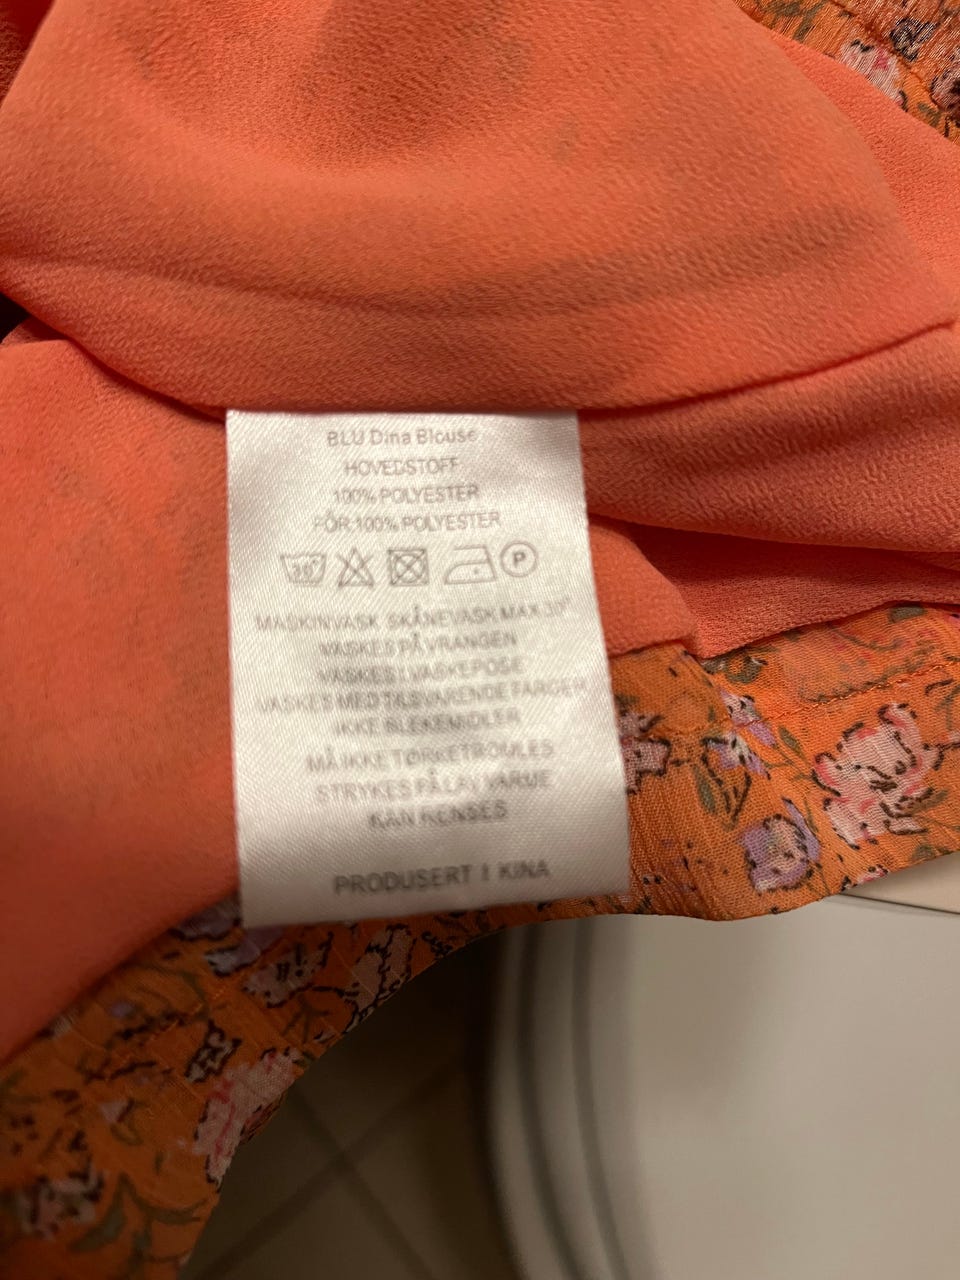 BLU Dina Blouse
HOVEDSTOFF
100% POLYESTER
FÔR 100% POLYESTER
30° P
MASKINVASK SKÅNEVASK MAX 30°
VASKES PÅ VRANGEN
VASKES I VASKEPOSE
VASKES MED TILSVARENDE FARGER
IKKE BLEKEMIDLER
MÅ IKKE TØRKETROMLES
STRYKES PÅ LAV VARME
KAN RENSES
PRODUSERT I KINA